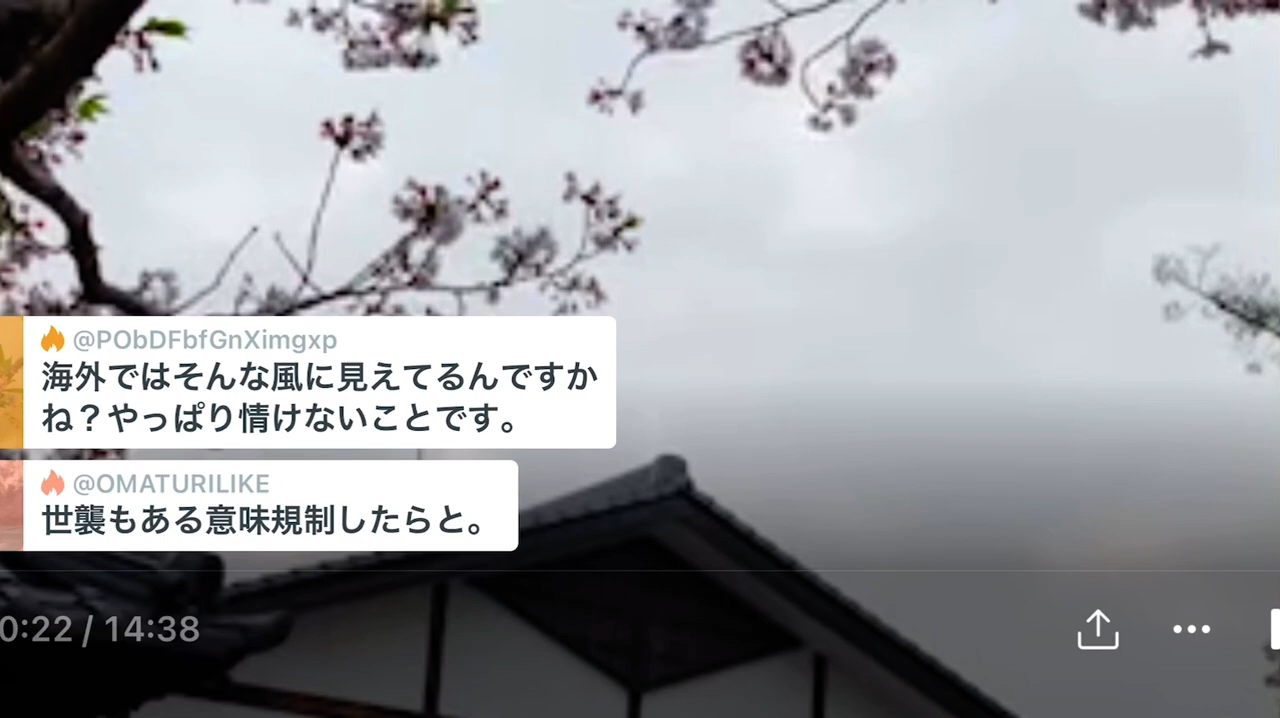 @PObDFbfGnXimgxp
海外ではそんな風に見えてるんですか
ね？やっぱり情けないことです。
@OMATURILIKE
世襲もある意味規制したらと。
0:22 / 14:38